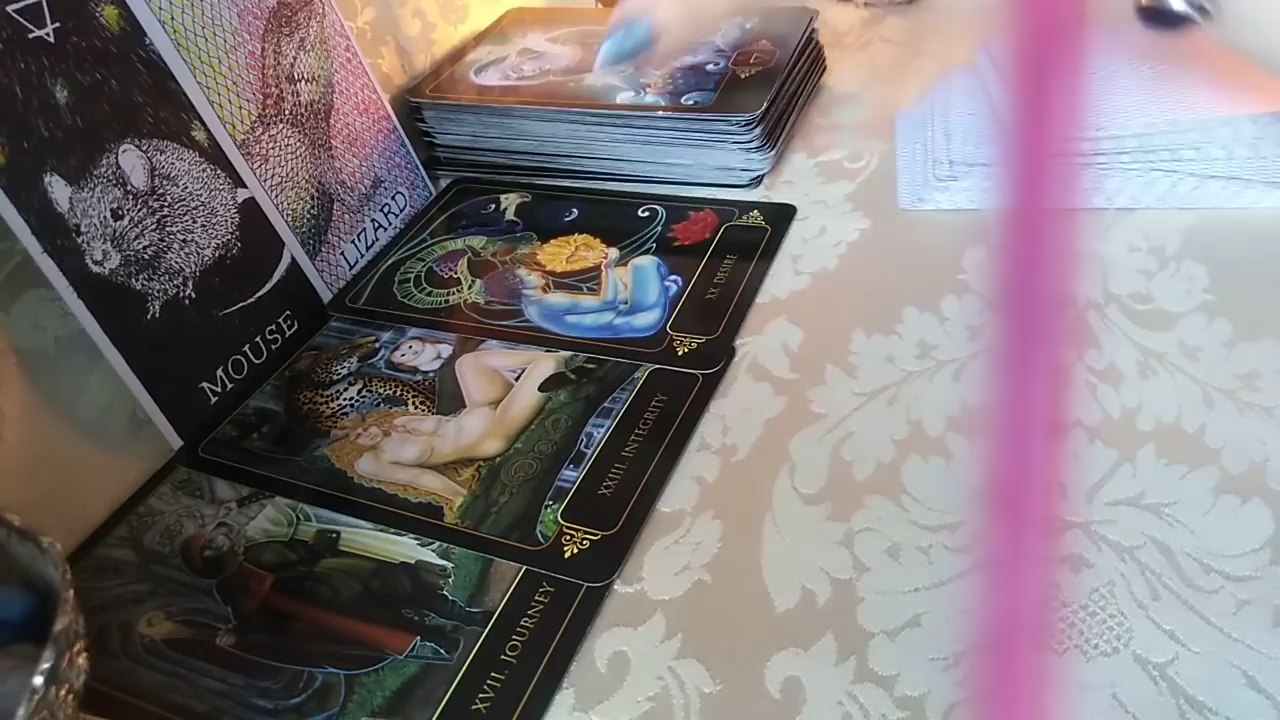 MOUSE
LIZARD
XX DESIRE
XXIII. INTEGRITY
XVII. JOURNEY